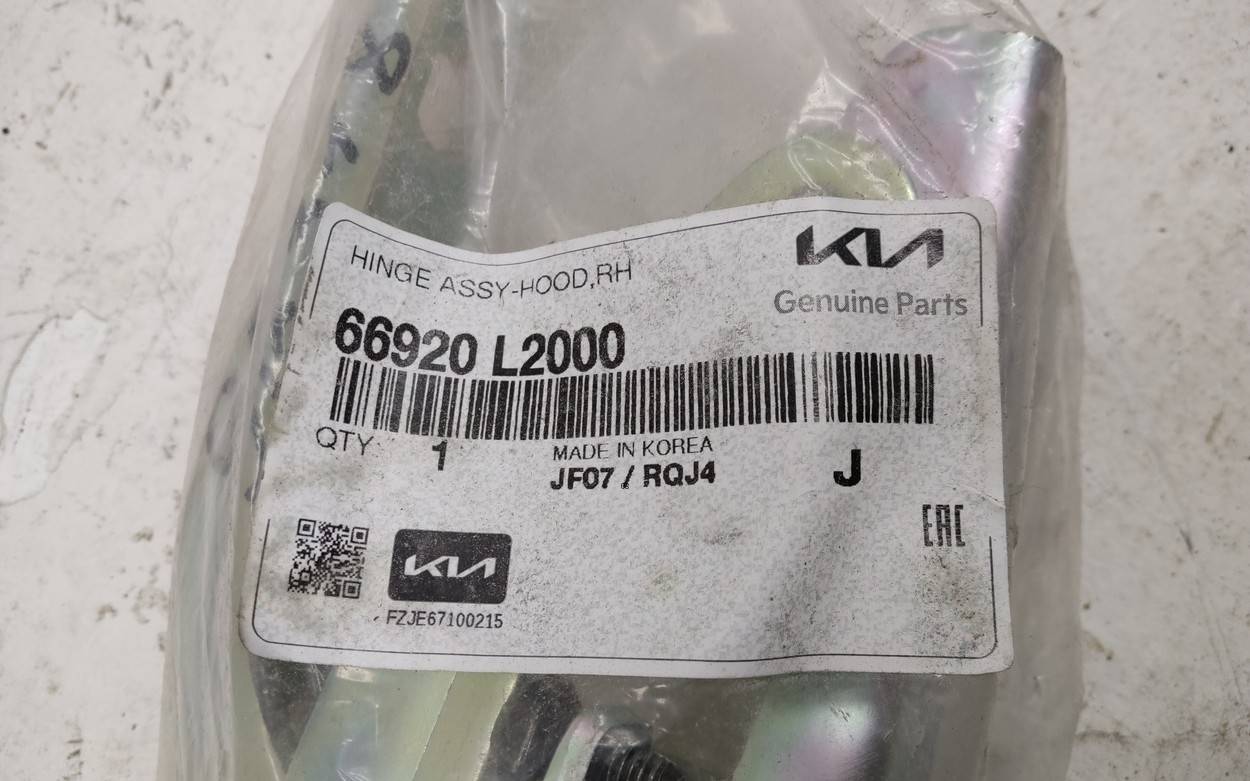 HINGE ASSY-HOOD,RH
KIA
Genuine Parts
66920 L2000
QTY 1
MADE IN KOREA
JF07 / RQJ4
J
EAC
KIA
FZJE67100215